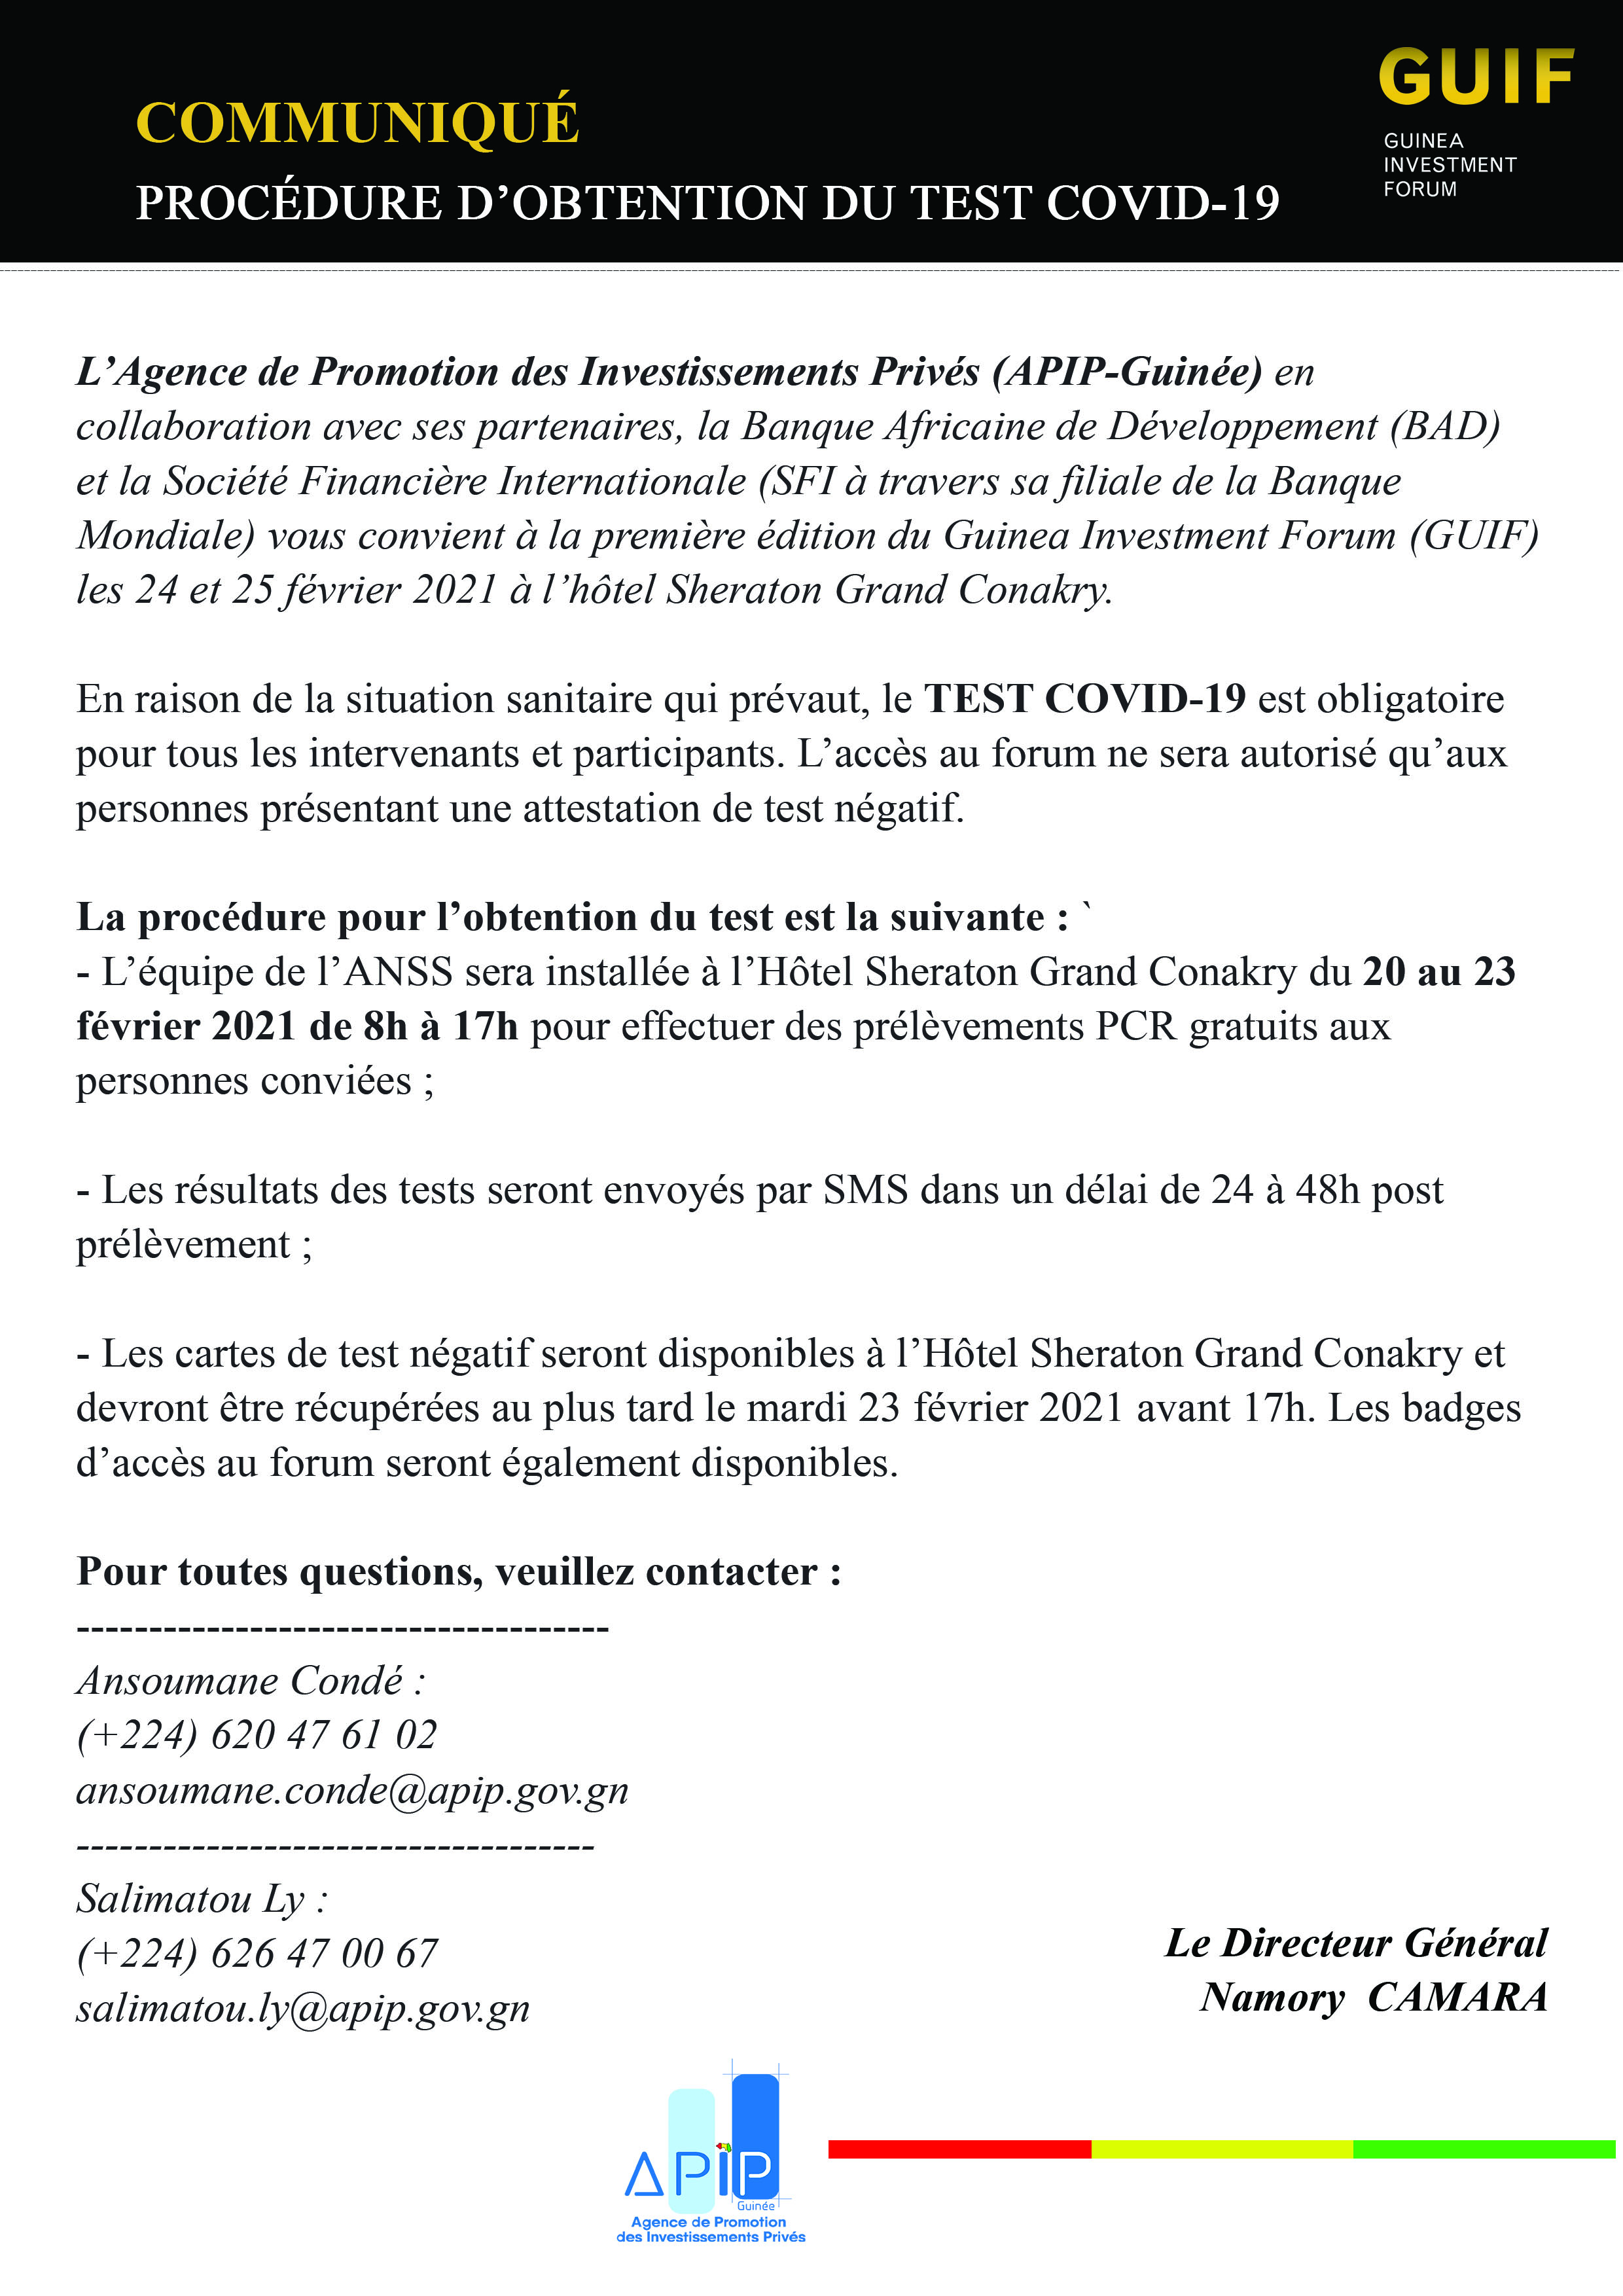 GUIF
GUINEA
INVESTMENT
FORUM
COMMUNIQUÉ
PROCÉDURE D’OBTENTION DU TEST COVID-19
L’Agence de Promotion des Investissements Privés (APIP-Guinée) en
collaboration avec ses partenaires, la Banque Africaine de Développement (BAD)
et la Société Financière Internationale (SFI à travers sa filiale de la Banque
Mondiale) vous convient à la première édition du Guinea Investment Forum (GUIF)
les 24 et 25 février 2021 à l’hôtel Sheraton Grand Conakry.
En raison de la situation sanitaire qui prévaut, le TEST COVID-19 est obligatoire
pour tous les intervenants et participants. L’accès au forum ne sera autorisé qu’aux
personnes présentant une attestation de test négatif.
La procédure pour l’obtention du test est la suivante : `
- L’équipe de l’ANSS sera installée à l’Hôtel Sheraton Grand Conakry du 20 au 23
février 2021 de 8h à 17h pour effectuer des prélèvements PCR gratuits aux
personnes conviées ;
- Les résultats des tests seront envoyés par SMS dans un délai de 24 à 48h post
prélèvement ;
- Les cartes de test négatif seront disponibles à l’Hôtel Sheraton Grand Conakry et
devront être récupérées au plus tard le mardi 23 février 2021 avant 17h. Les badges
d’accès au forum seront également disponibles.
Pour toutes questions, veuillez contacter :
-------------------------------------
Ansoumane Condé :
(+224) 620 47 61 02
ansoumane.conde@apip.gov.gn
------------------------------------
Salimatou Ly :
(+224) 626 47 00 67
salimatou.ly@apip.gov.gn
Le Directeur Général
Namory CAMARA
APIP
Guinée
Agence de Promotion
des Investissements Privés